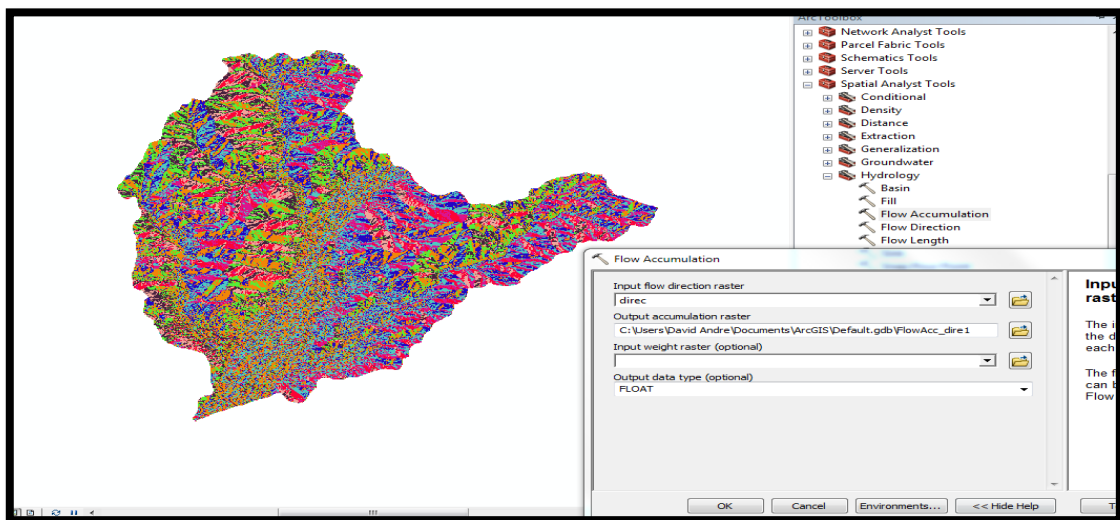 ArcToolbox
Network Analyst Tools
Parcel Fabric Tools
Schematics Tools
Server Tools
Spatial Analyst Tools
Conditional
Density
Distance
Extraction
Generalization
Groundwater
Hydrology
Basin
Fill
Flow Accumulation
Flow Direction
Flow Length
Flow Accumulation
Input flow direction raster
direc
Output accumulation raster
C:\Users\David Andre\Documents\ArcGIS\Default.gdb\FlowAcc_dire1
Input weight raster (optional)
Output data type (optional)
FLOAT
OK
Cancel
Environments...
<< Hide Help
The i
the d
each
The f
can b
Flow